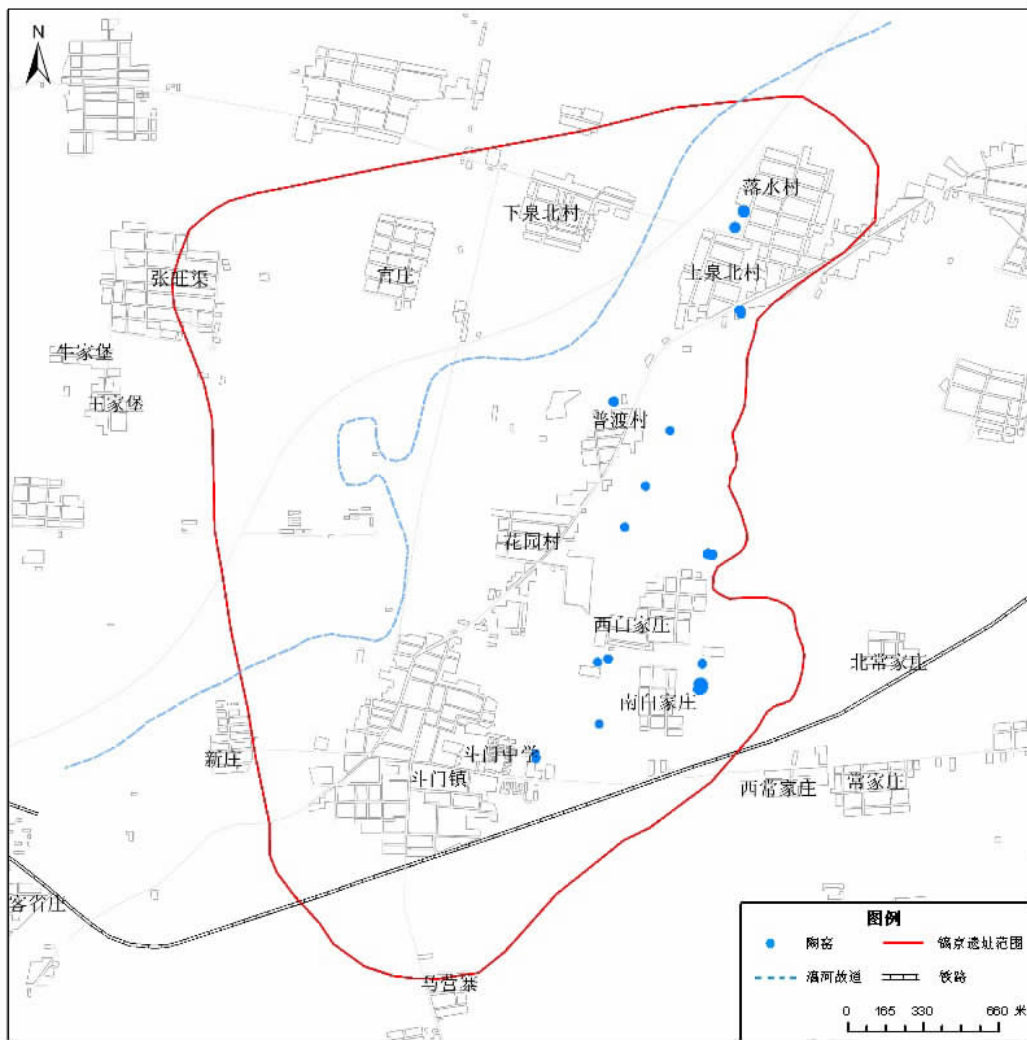 N
落水村
下泉北村
上泉北村
张旺渠
肖庄
牛家堡
王家堡
普渡村
花园村
西白家庄
北常家庄
南白家庄
新庄
斗门中学
斗门镇
西常家庄
常家庄
客省庄
马营寨
图例
陶窑
镐京遗址范围
滈河故道
铁路
0 165 330 660 米